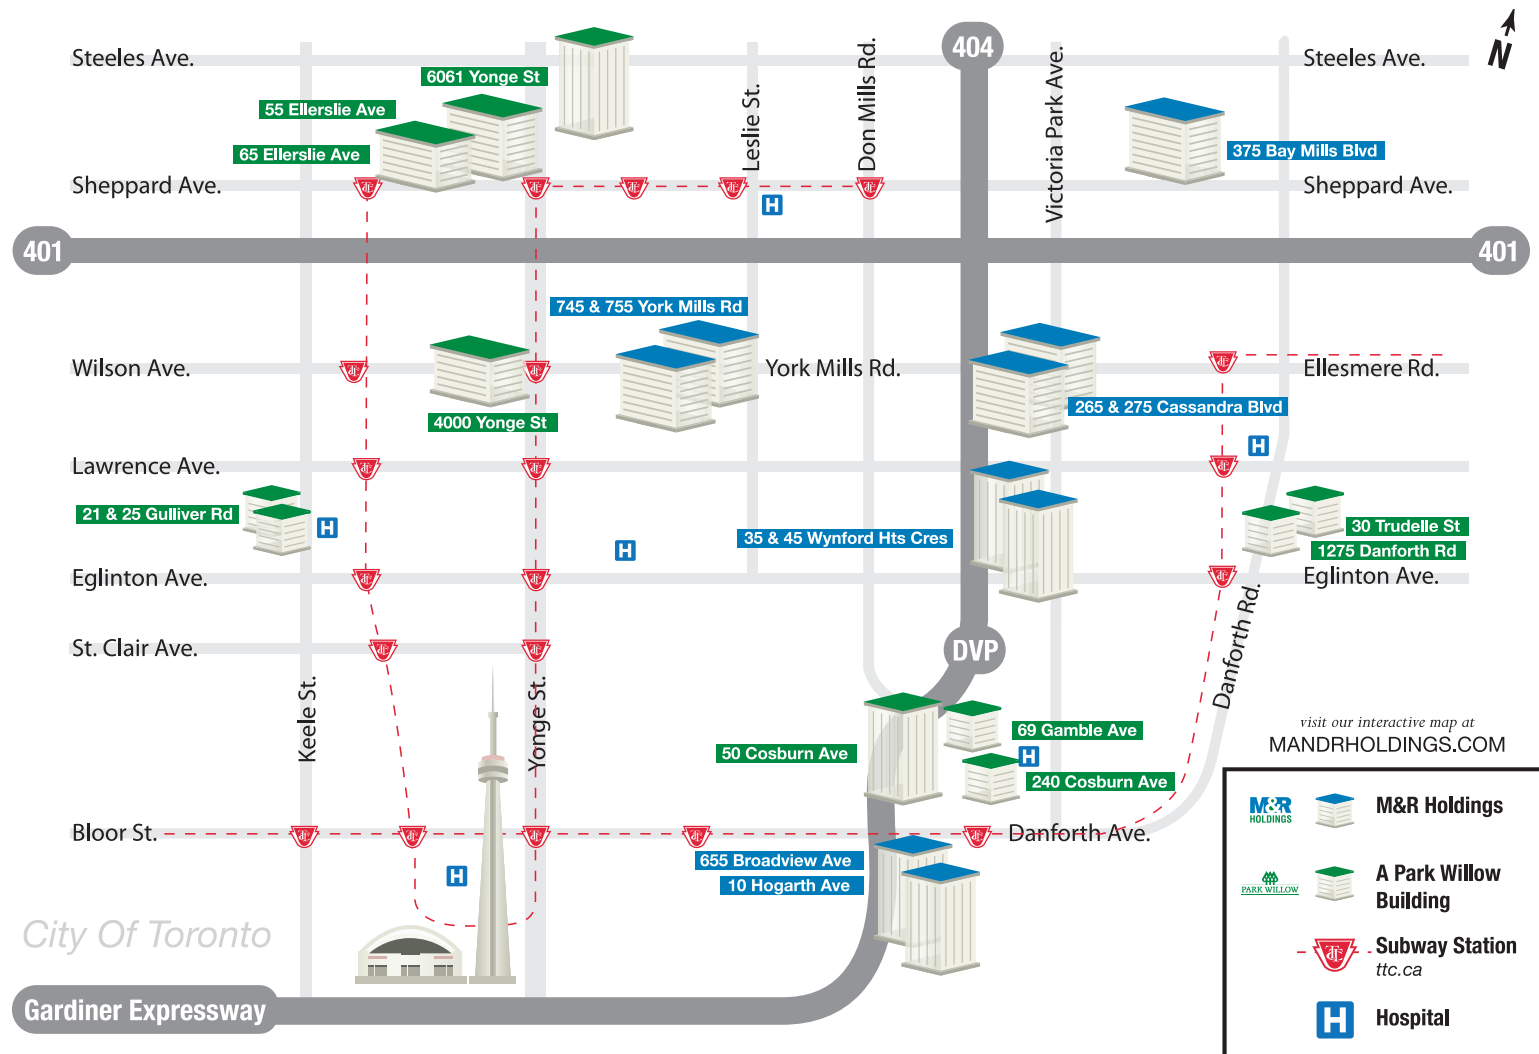 Steeles Ave.
6061 Yonge St
55 Ellerslie Ave
65 Ellerslie Ave
Sheppard Ave.
Leslie St.
Don Mills Rd.
404
Victoria Park Ave.
Steeles Ave.
N
375 Bay Mills Blvd
Sheppard Ave.
H
401
401
745 & 755 York Mills Rd
Wilson Ave.
York Mills Rd.
Ellesmere Rd.
4000 Yonge St
265 & 275 Cassandra Blvd
H
Lawrence Ave.
21 & 25 Gulliver Rd
H
H
35 & 45 Wynford Hts Cres
30 Trudelle St
1275 Danforth Rd
Eglinton Ave.
Eglinton Ave.
St. Clair Ave.
DVP
Danforth Rd.
Keele St.
Yonge St.
50 Cosburn Ave
69 Gamble Ave
H
240 Cosburn Ave
Bloor St.
Danforth Ave.
655 Broadview Ave
10 Hogarth Ave
H
City Of Toronto
Gardiner Expressway
visit our interactive map at
MANDRHOLDINGS.COM
M&R
HOLDINGS
M&R Holdings
PARK WILLOW
A Park Willow
Building
Subway Station
ttc.ca
H
Hospital